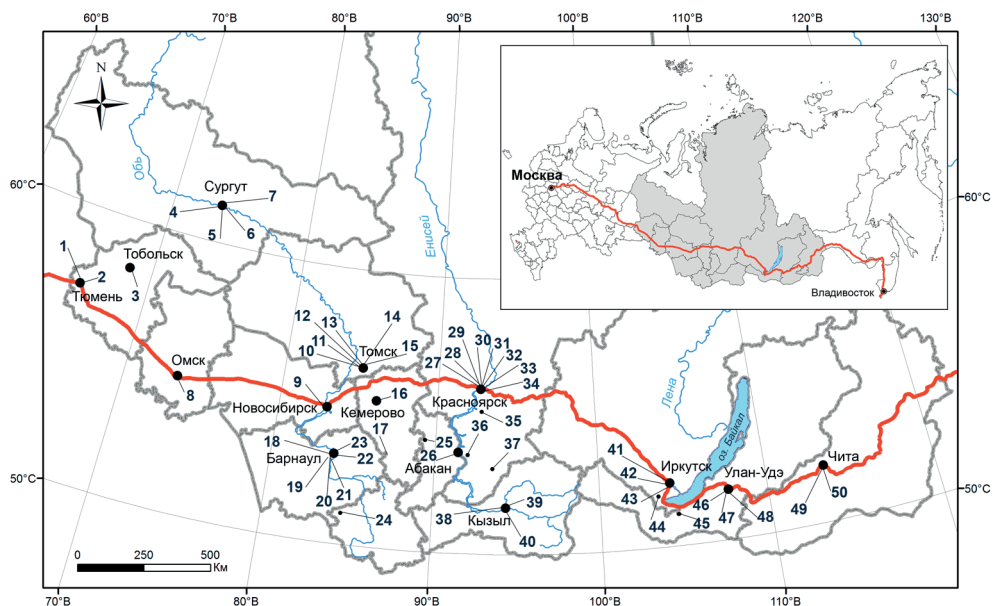 60°В
70°В
80°В
90°В
100°В
110°В
120°В
130°В
N
Москва
Владивосток
Обь
Енисей
Лена
оз. Байкал
60°С
60°С
50°С
50°С
Сургут
4
5
6
7
1
2
Тобольск
3
Тюмень
Омск
8
12
13
14
11
10
Томск
15
9
Новосибирск
16
Кемерово
17
29
30
31
28
32
27
33
34
Красноярск
35
36
37
25
26
Абакан
18
23
Барнаул
22
19
20
21
24
38
39
Кызыл
40
41
42
Иркутск
43
44
Улан-Удэ
46
45
47
48
Чита
49
50
0
250
500
Км
70°В
80°В
90°В
100°В
110°В